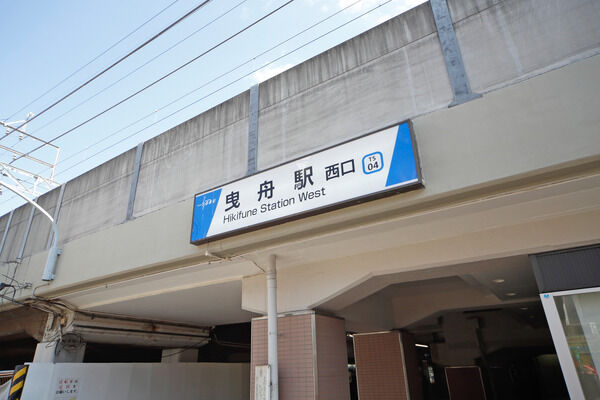 曳舟駅 西口
TS
04
Hikifune Station West